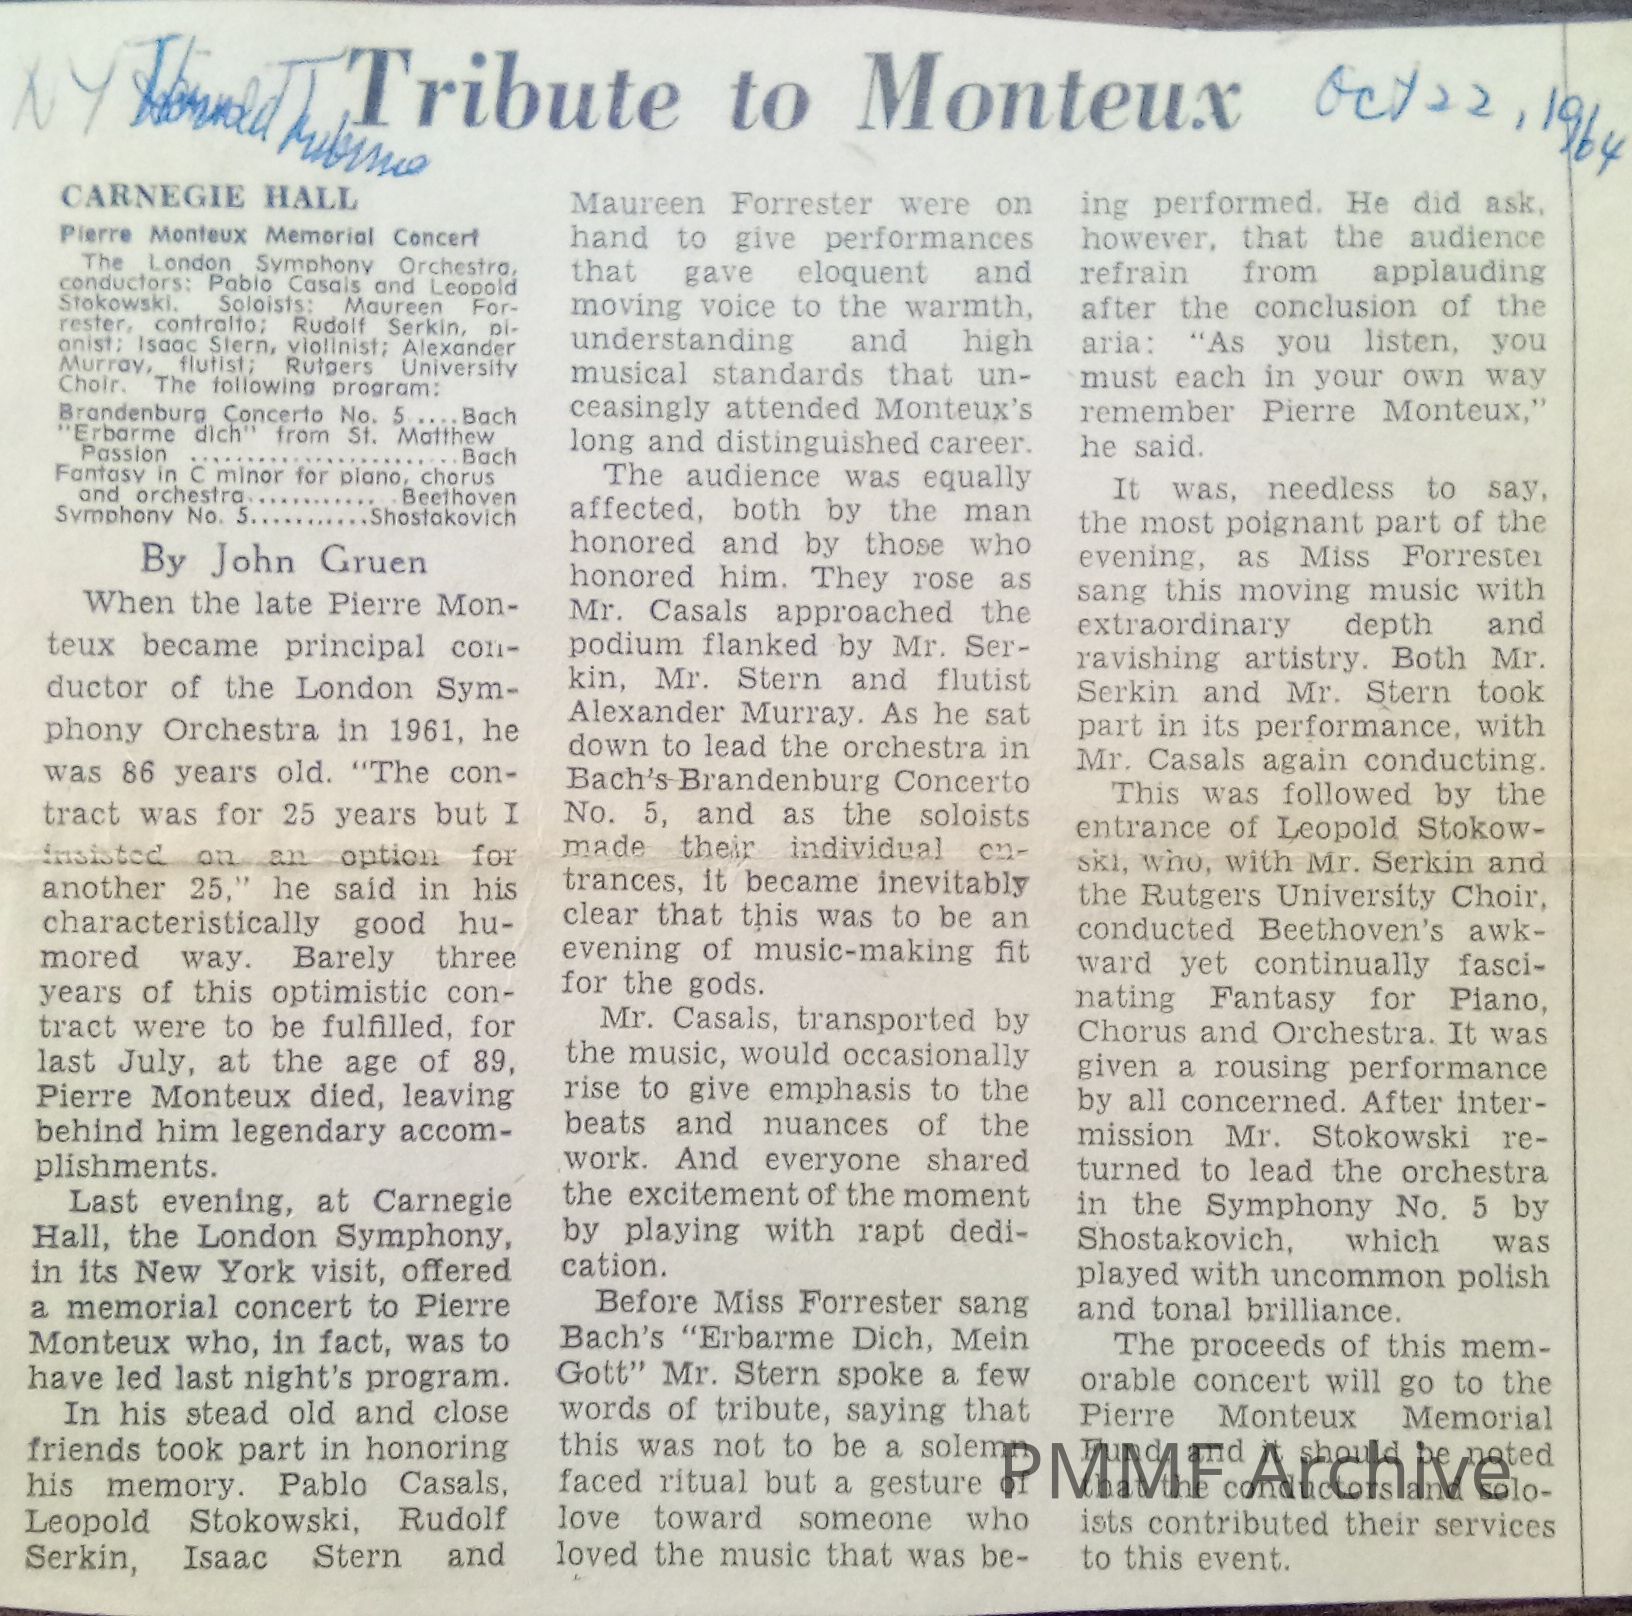 NY Herald Tribune
Tribute to Monteux
Oct 22, 1964
CARNEGIE HALL
Pierre Monteux Memorial Concert
The London Symphony Orchestra,
conductors: Pablo Casals and Leopold
Stokowski. Soloists: Maureen For-
rester, contralto; Rudolf Serkin, pi-
anist; Isaac Stern, violinist; Alexander
Murray, flutist; Rutgers University
Choir. The following program:
Brandenburg Concerto No. 5 ....Bach
"Erbarme dich" from St. Matthew
Passion ........................Bach
Fantasy in C minor for piano, chorus
and orchestra............ .Beethoven
Symphony No. 5...........Shostakovich
By John Gruen
When the late Pierre Mon-
teux became principal con-
ductor of the London Sym-
phony Orchestra in 1961, he
was 86 years old. "The con-
tract was for 25 years but I
insisted on an option for
another 25," he said in his
characteristically good hu-
mored way. Barely three
years of this optimistic con-
tract were to be fulfilled, for
last July, at the age of 89,
Pierre Monteux died, leaving
behind him legendary accom-
plishments.
Last evening, at Carnegie
Hall, the London Symphony,
in its New York visit, offered
a memorial concert to Pierre
Monteux who, in fact, was to
have led last night's program.
In his stead old and close
friends took part in honoring
his memory. Pablo Casals,
Leopold Stokowski, Rudolf
Serkin, Isaac Stern and
Maureen Forrester were on
hand to give performances
that gave eloquent and
moving voice to the warmth,
understanding and high
musical standards that un-
ceasingly attended Monteux's
long and distinguished career.
The audience was equally
affected, both by the man
honored and by those who
honored him. They rose as
Mr. Casals approached the
podium flanked by Mr. Ser-
kin, Mr. Stern and flutist
Alexander Murray. As he sat
down to lead the orchestra in
Bach's Brandenburg Concerto
No. 5, and as the soloists
made their individual en-
trances, it became inevitably
clear that this was to be an
evening of music-making fit
for the gods.
Mr. Casals, transported by
the music, would occasionally
rise to give emphasis to the
beats and nuances of the
work. And everyone shared
the excitement of the moment
by playing with rapt dedi-
cation.
Before Miss Forrester sang
Bach's "Erbarme Dich, Mein
Gott" Mr. Stern spoke a few
words of tribute, saying that
this was not to be a solemn
faced ritual but a gesture of
love toward someone who
loved the music that was be-
ing performed. He did ask,
however, that the audience
refrain from applauding
after the conclusion of the
aria: "As you listen, you
must each in your own way
remember Pierre Monteux,"
he said.
It was, needless to say,
the most poignant part of the
evening, as Miss Forrester
sang this moving music with
extraordinary depth and
ravishing artistry. Both Mr.
Serkin and Mr. Stern took
part in its performance, with
Mr. Casals again conducting.
This was followed by the
entrance of Leopold Stokow-
ski, who, with Mr. Serkin and
the Rutgers University Choir,
conducted Beethoven's awk-
ward yet continually fasci-
nating Fantasy for Piano,
Chorus and Orchestra. It was
given a rousing performance
by all concerned. After inter-
mission Mr. Stokowski re-
turned to lead the orchestra
in the Symphony No. 5 by
Shostakovich, which was
played with uncommon polish
and tonal brilliance.
The proceeds of this mem-
orable concert will go to the
Pierre Monteux Memorial
Fund, and it should be noted
that the conductors and solo-
ists contributed their services
to this event.
PMMF Archive